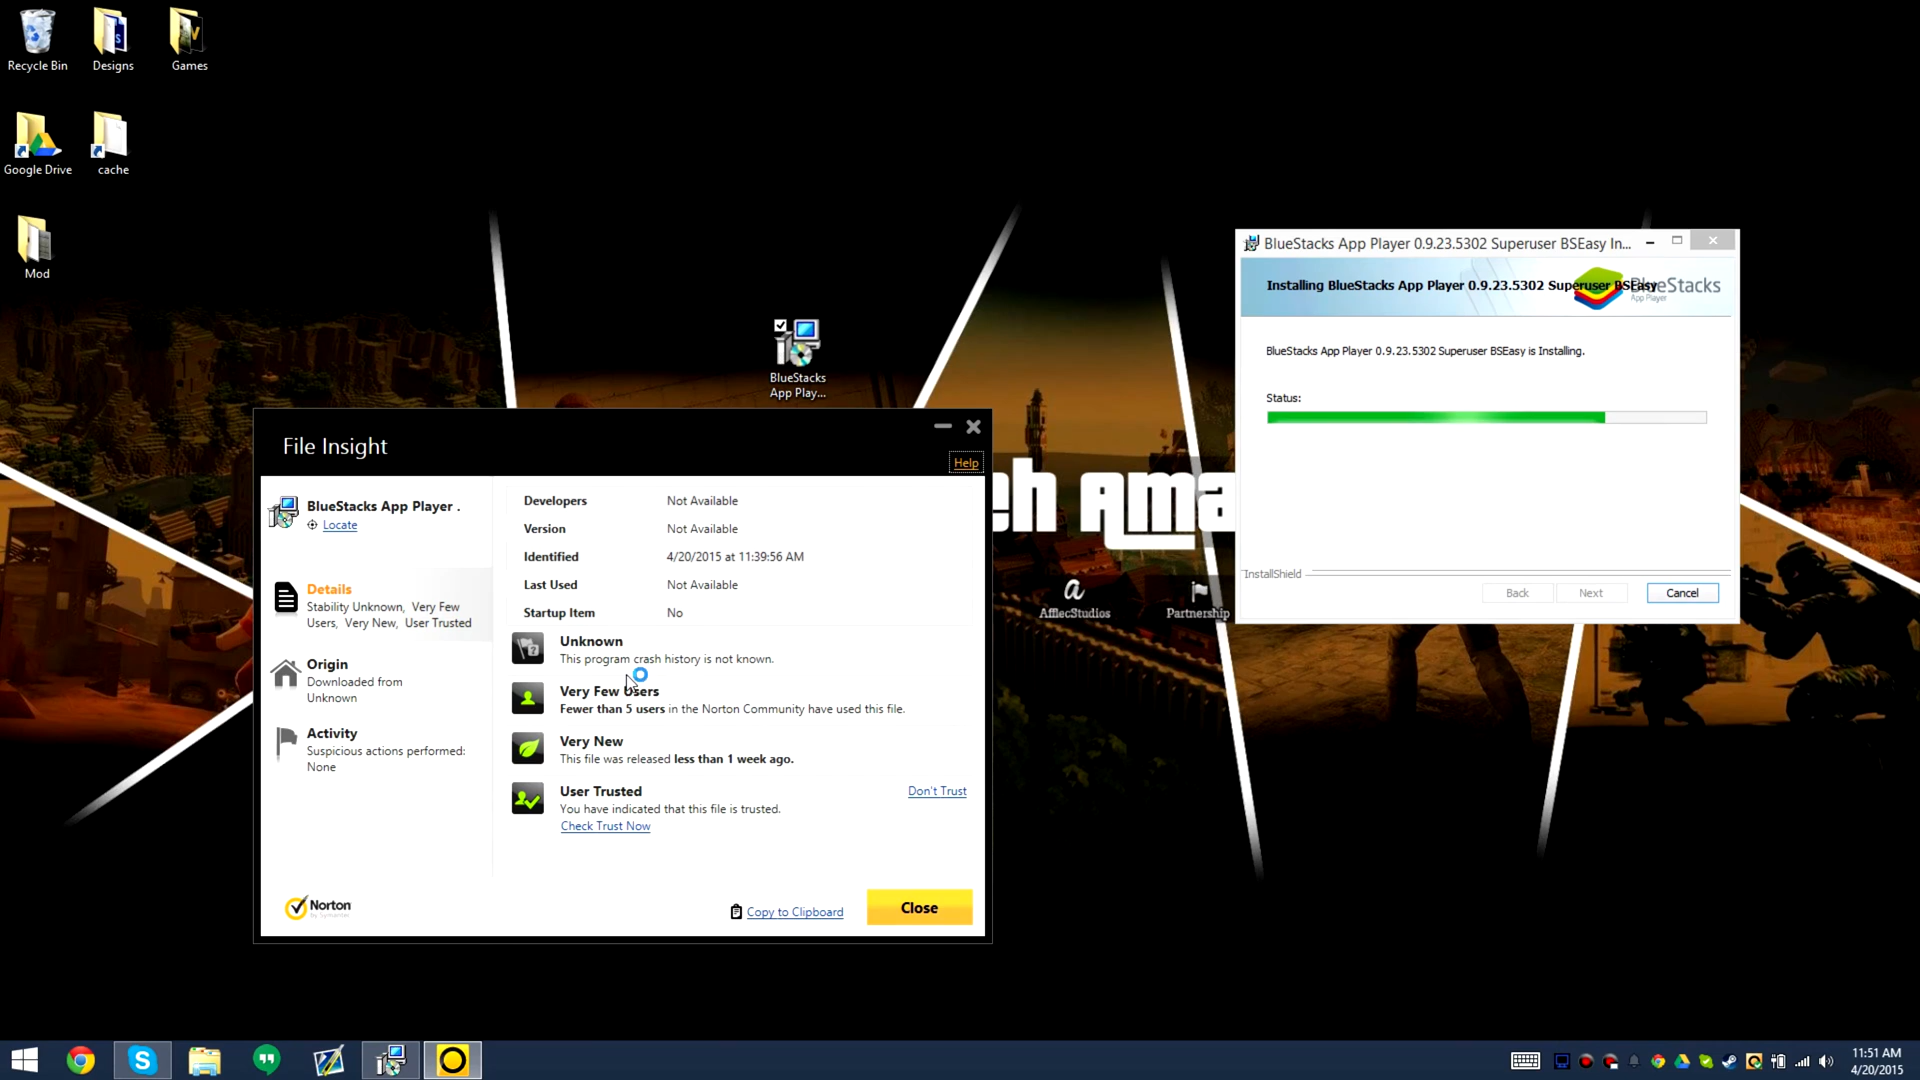 Recycle Bin
Designs
Games
Google Drive
cache
Mod
BlueStacks
App Play...
File Insight
Help
BlueStacks App Player .
Locate
Details
Stability Unknown, Very Few
Users, Very New, User Trusted
Origin
Downloaded from
Unknown
Activity
Suspicious actions performed:
None
Developers Not Available
Version Not Available
Identified 4/20/2015 at 11:39:56 AM
Last Used Not Available
Startup Item No
Unknown
This program crash history is not known.
Very Few Users
Fewer than 5 users in the Norton Community have used this file.
Very New
This file was released less than 1 week ago.
User Trusted
Don't Trust
You have indicated that this file is trusted.
Check Trust Now
Norton
by Symantec
Copy to Clipboard
Close
eh Ama
AfflecStudios
Partnership
BlueStacks App Player 0.9.23.5302 Superuser BSEasy In...
Installing BlueStacks App Player 0.9.23.5302 Superuser BSEasy
BlueStacks
App Player
BlueStacks App Player 0.9.23.5302 Superuser BSEasy is Installing.
Status:
InstallShield
Back
Next
Cancel
11:51 AM
4/20/2015